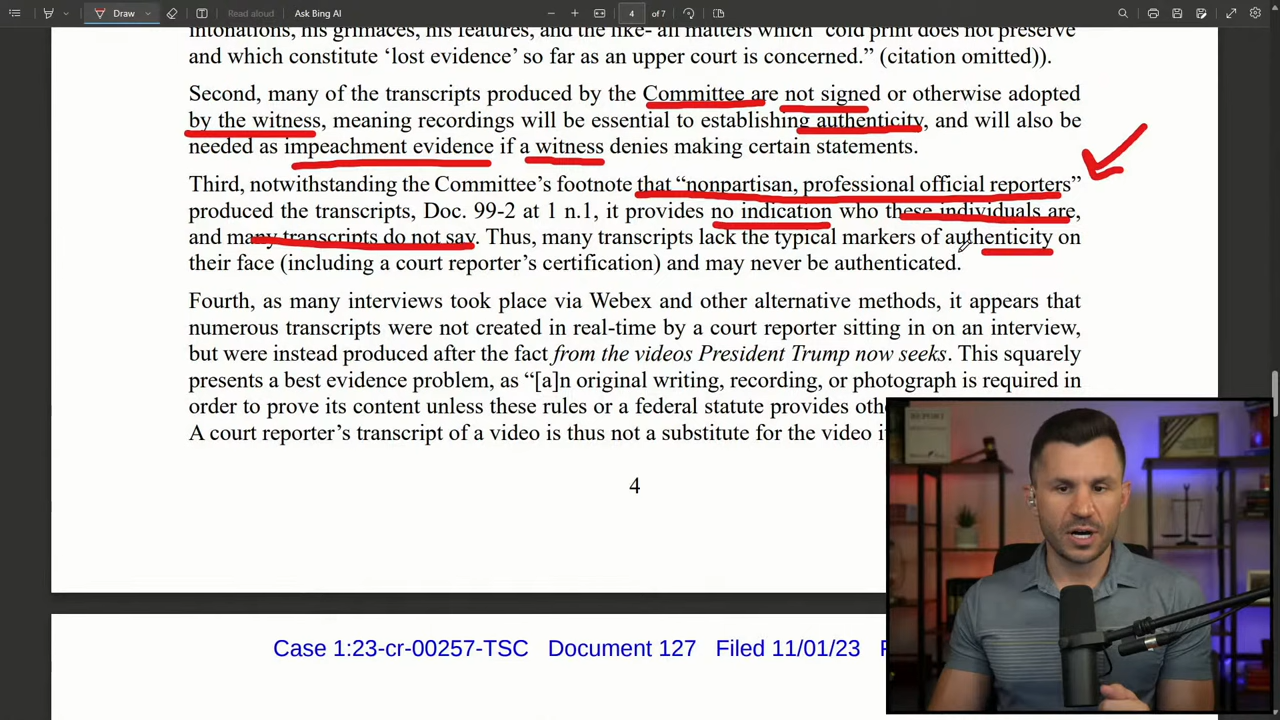 Draw
Read aloud
Ask Bing AI
4
of 7
intonations, his grimaces, his features, and the like- all matters which ‘cold print does not preserve’
and which constitute ‘lost evidence’ so far as an upper court is concerned.” (citation omitted)).
Second, many of the transcripts produced by the Committee are not signed or otherwise adopted
by the witness, meaning recordings will be essential to establishing authenticity, and will also be
needed as impeachment evidence if a witness denies making certain statements.
Third, notwithstanding the Committee’s footnote that “nonpartisan, professional official reporters”
produced the transcripts, Doc. 99-2 at 1 n.1, it provides no indication who these individuals are,
and many transcripts do not say. Thus, many transcripts lack the typical markers of authenticity on
their face (including a court reporter’s certification) and may never be authenticated.
Fourth, as many interviews took place via Webex and other alternative methods, it appears that
numerous transcripts were not created in real-time by a court reporter sitting in on an interview,
but were instead produced after the fact from the videos President Trump now seeks. This squarely
presents a best evidence problem, as “[a]n original writing, recording, or photograph is required in
order to prove its content unless these rules or a federal statute provides
A court reporter’s transcript of a video is thus not a substitute for the video
4
Case 1:23-cr-00257-TSC Document 127 Filed 11/01/23